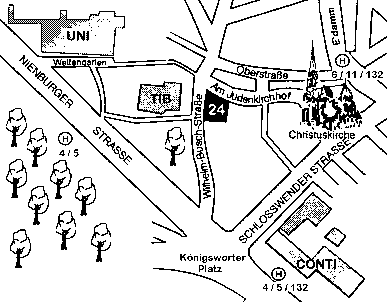 UNI
Welfengarten
NIENBURGER
STRASSE
TIB
24
Oberstraße
Am Judenkirchhof
Wilhelm-Busch-Straße
H
6 / 11 / 132
Christuskirche
H
4 / 5
SCHLOSSWENDER STRASSE
Königsworter
Platz
CONTI
H
4 / 5 / 132